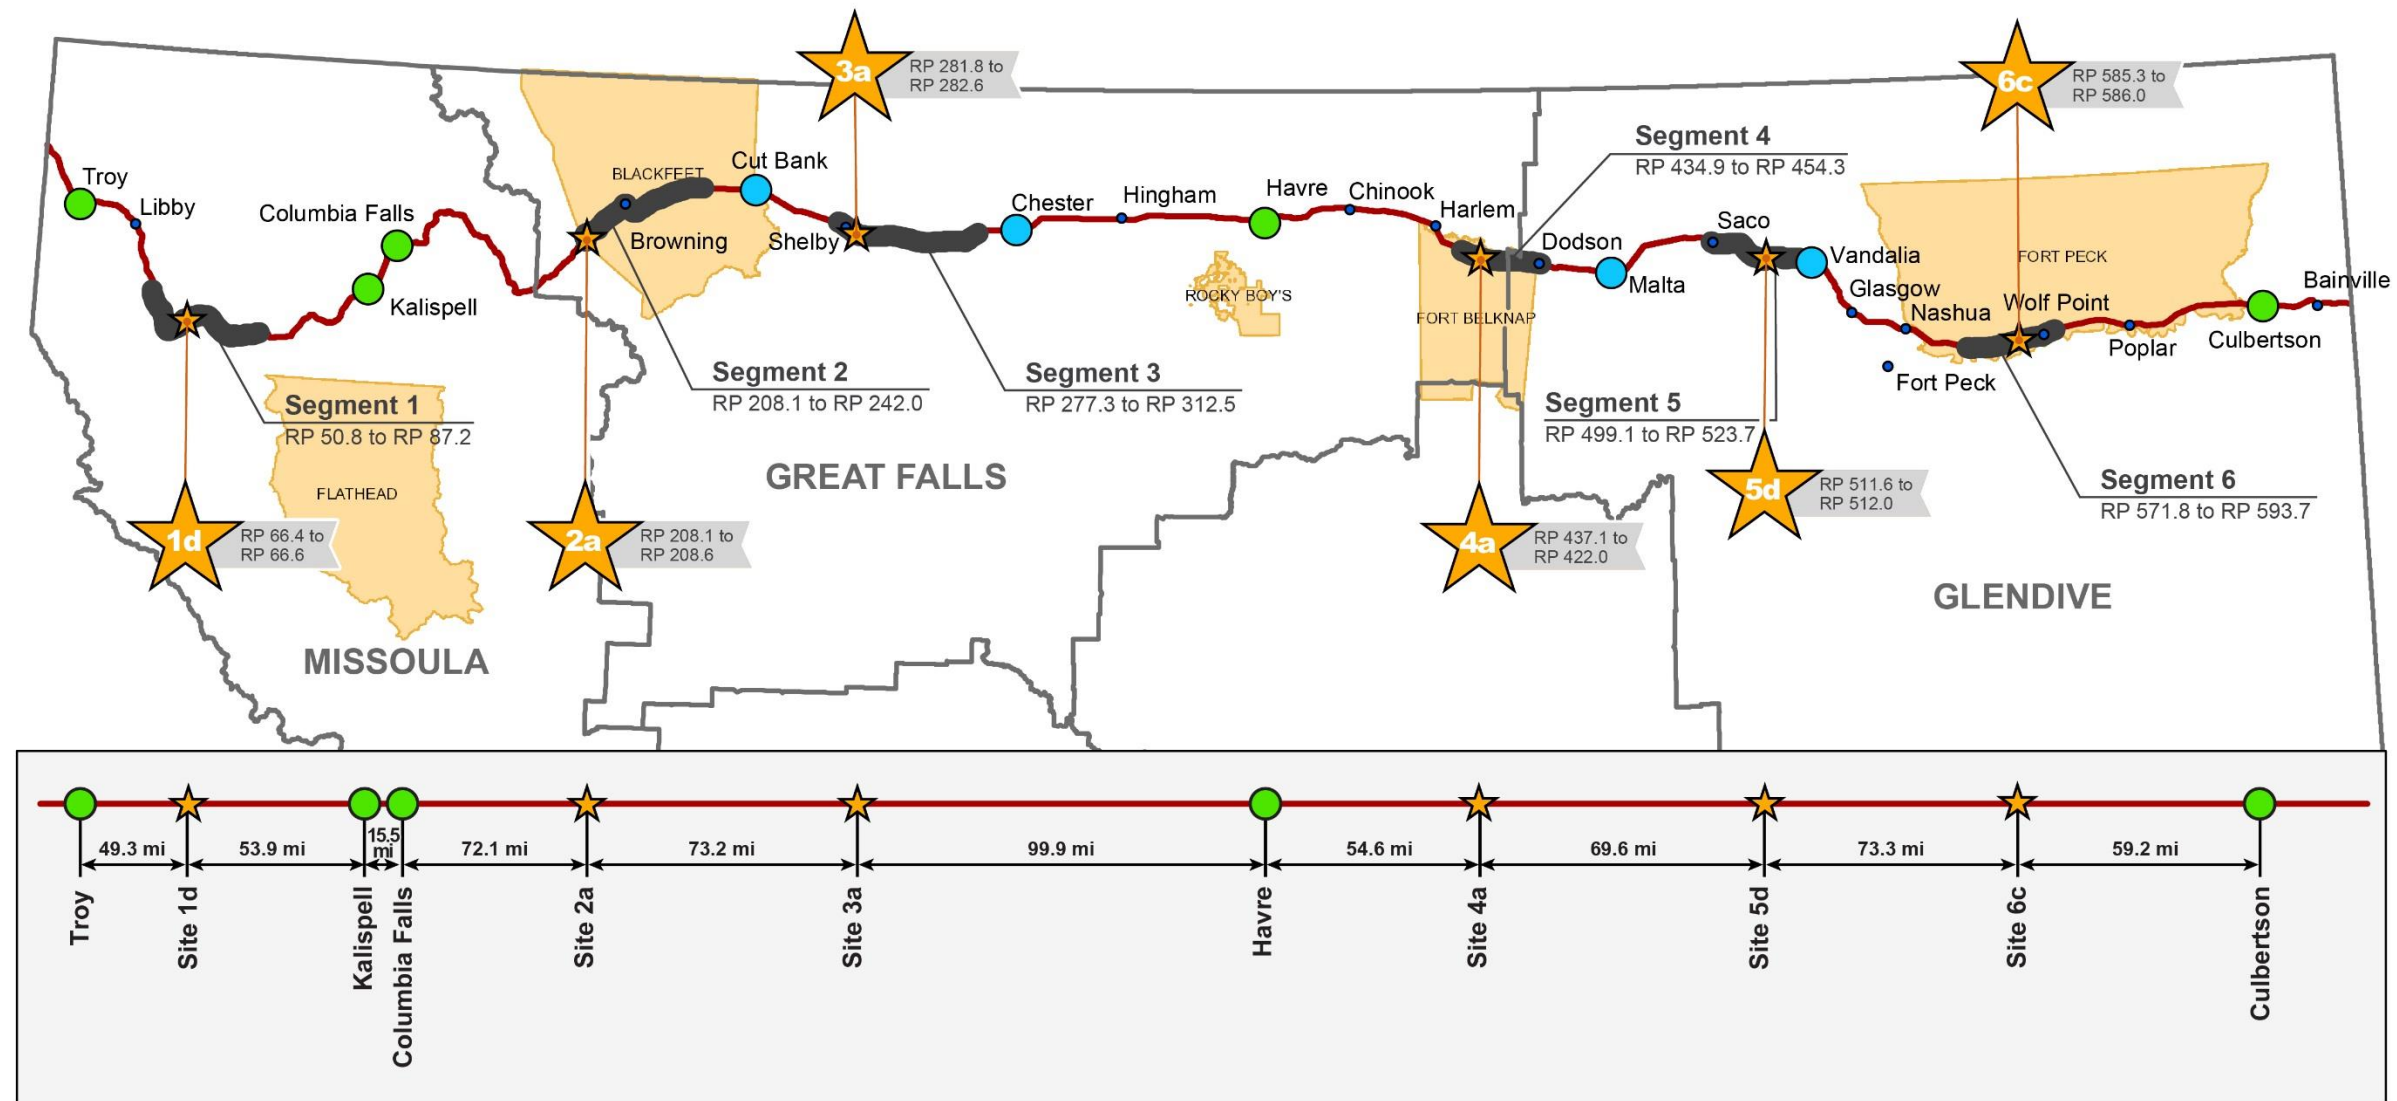 3a
RP 281.8 to
RP 282.6
6c
RP 585.3 to
RP 586.0
Segment 4
RP 434.9 to RP 454.3
Troy
Libby
Columbia Falls
Kalispell
BLACKFEET
Cut Bank
Browning
Shelby
Chester
Hingham
Havre
Chinook
Harlem
Dodson
Malta
Saco
Vandalia
Glasgow
Nashua
FORT PECK
Wolf Point
Fort Peck
Poplar
Culbertson
Bainville
ROCKY BOY'S
FORT BELKNAP
Segment 1
RP 50.8 to RP 87.2
Segment 2
RP 208.1 to RP 242.0
Segment 3
RP 277.3 to RP 312.5
Segment 5
RP 499.1 to RP 523.7
Segment 6
RP 571.8 to RP 593.7
FLATHEAD
GREAT FALLS
1d
RP 66.4 to
RP 66.6
2a
RP 208.1 to
RP 208.6
4a
RP 437.1 to
RP 422.0
5d
RP 511.6 to
RP 512.0
MISSOULA
GLENDIVE
49.3 mi
53.9 mi
15.5
mi
72.1 mi
73.2 mi
99.9 mi
54.6 mi
69.6 mi
73.3 mi
59.2 mi
Troy
Site 1d
Kalispell
Columbia Falls
Site 2a
Site 3a
Havre
Site 4a
Site 5d
Site 6c
Culbertson